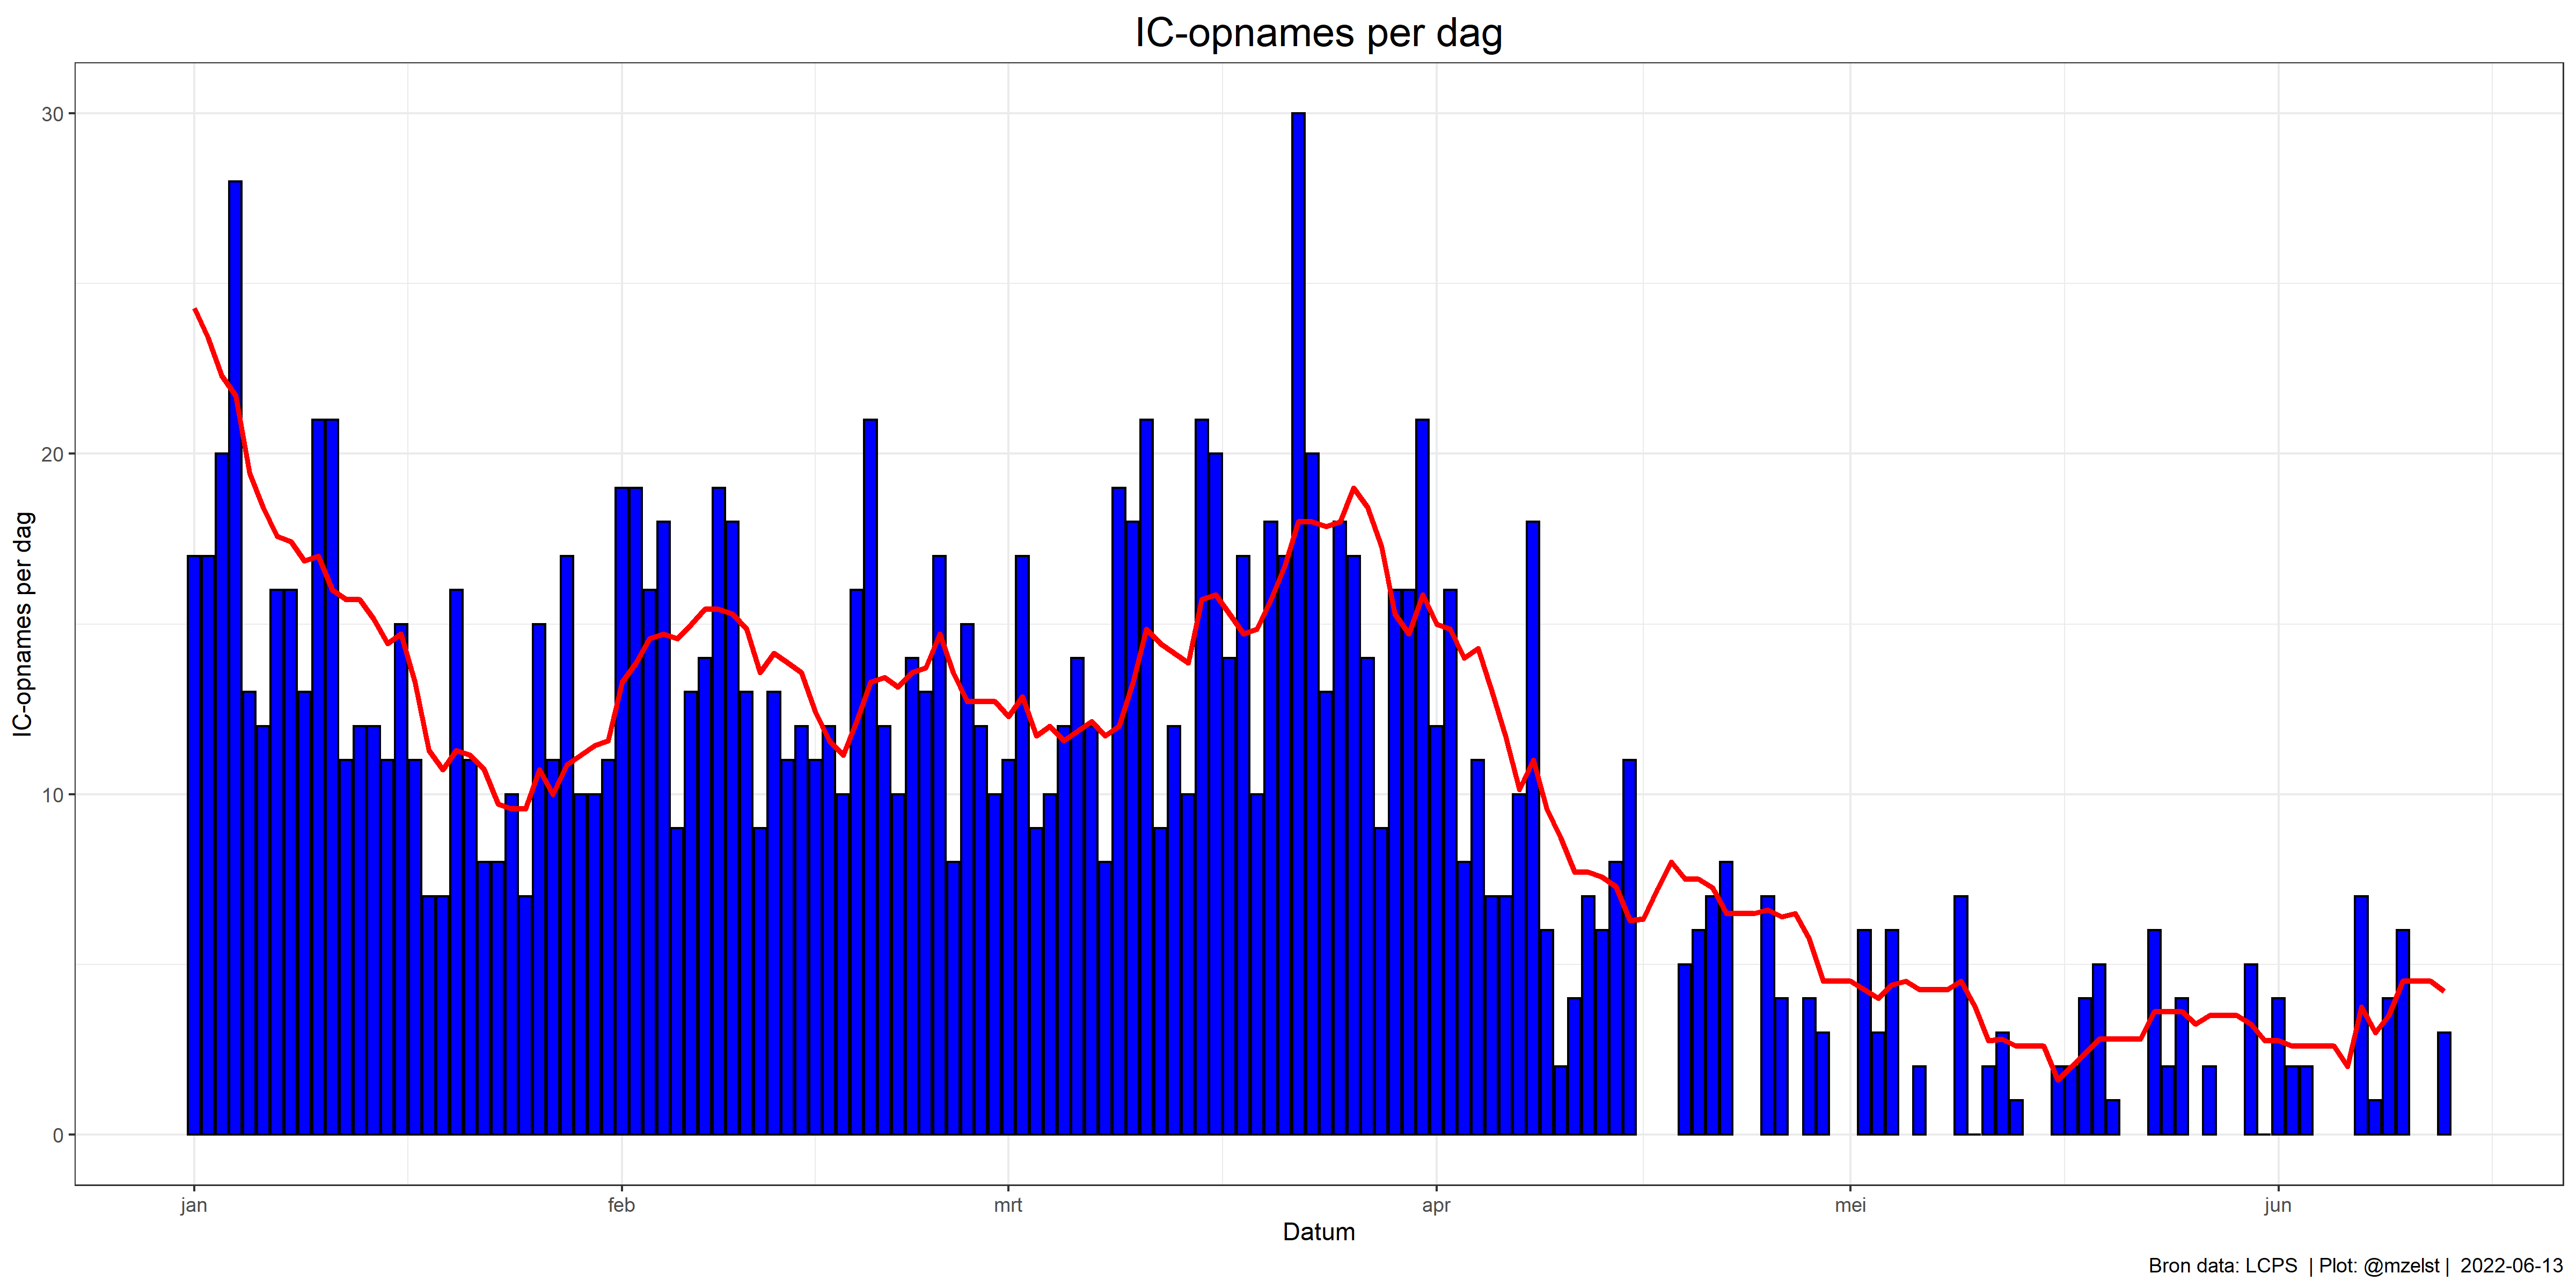 IC-opnames per dag
IC-opnames per dag
30
20
10
0
jan feb mrt apr mei jun
Datum
Bron data: LCPS | Plot: @mzelst | 2022-06-13